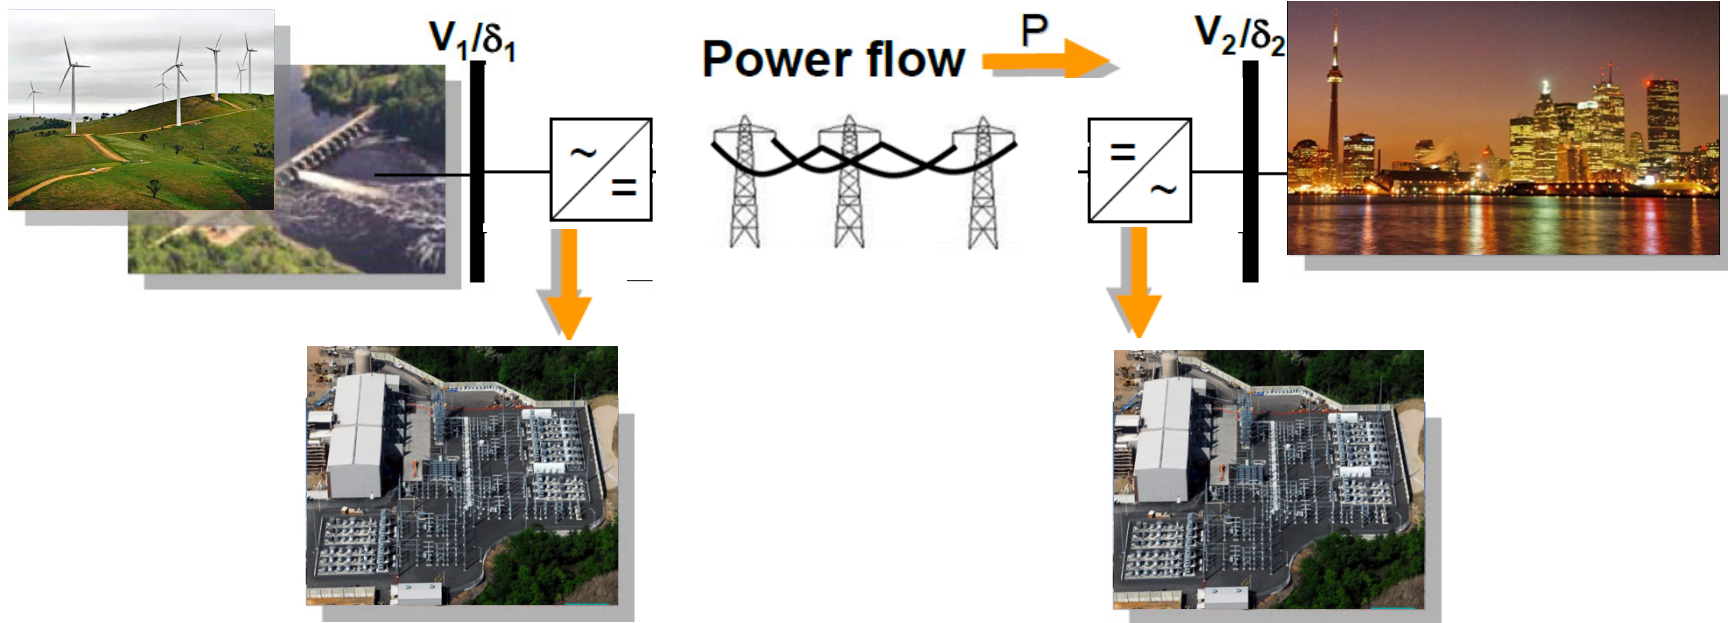 V₁/δ₁
Power flow
P
V₂/δ₂
~
=
=
~